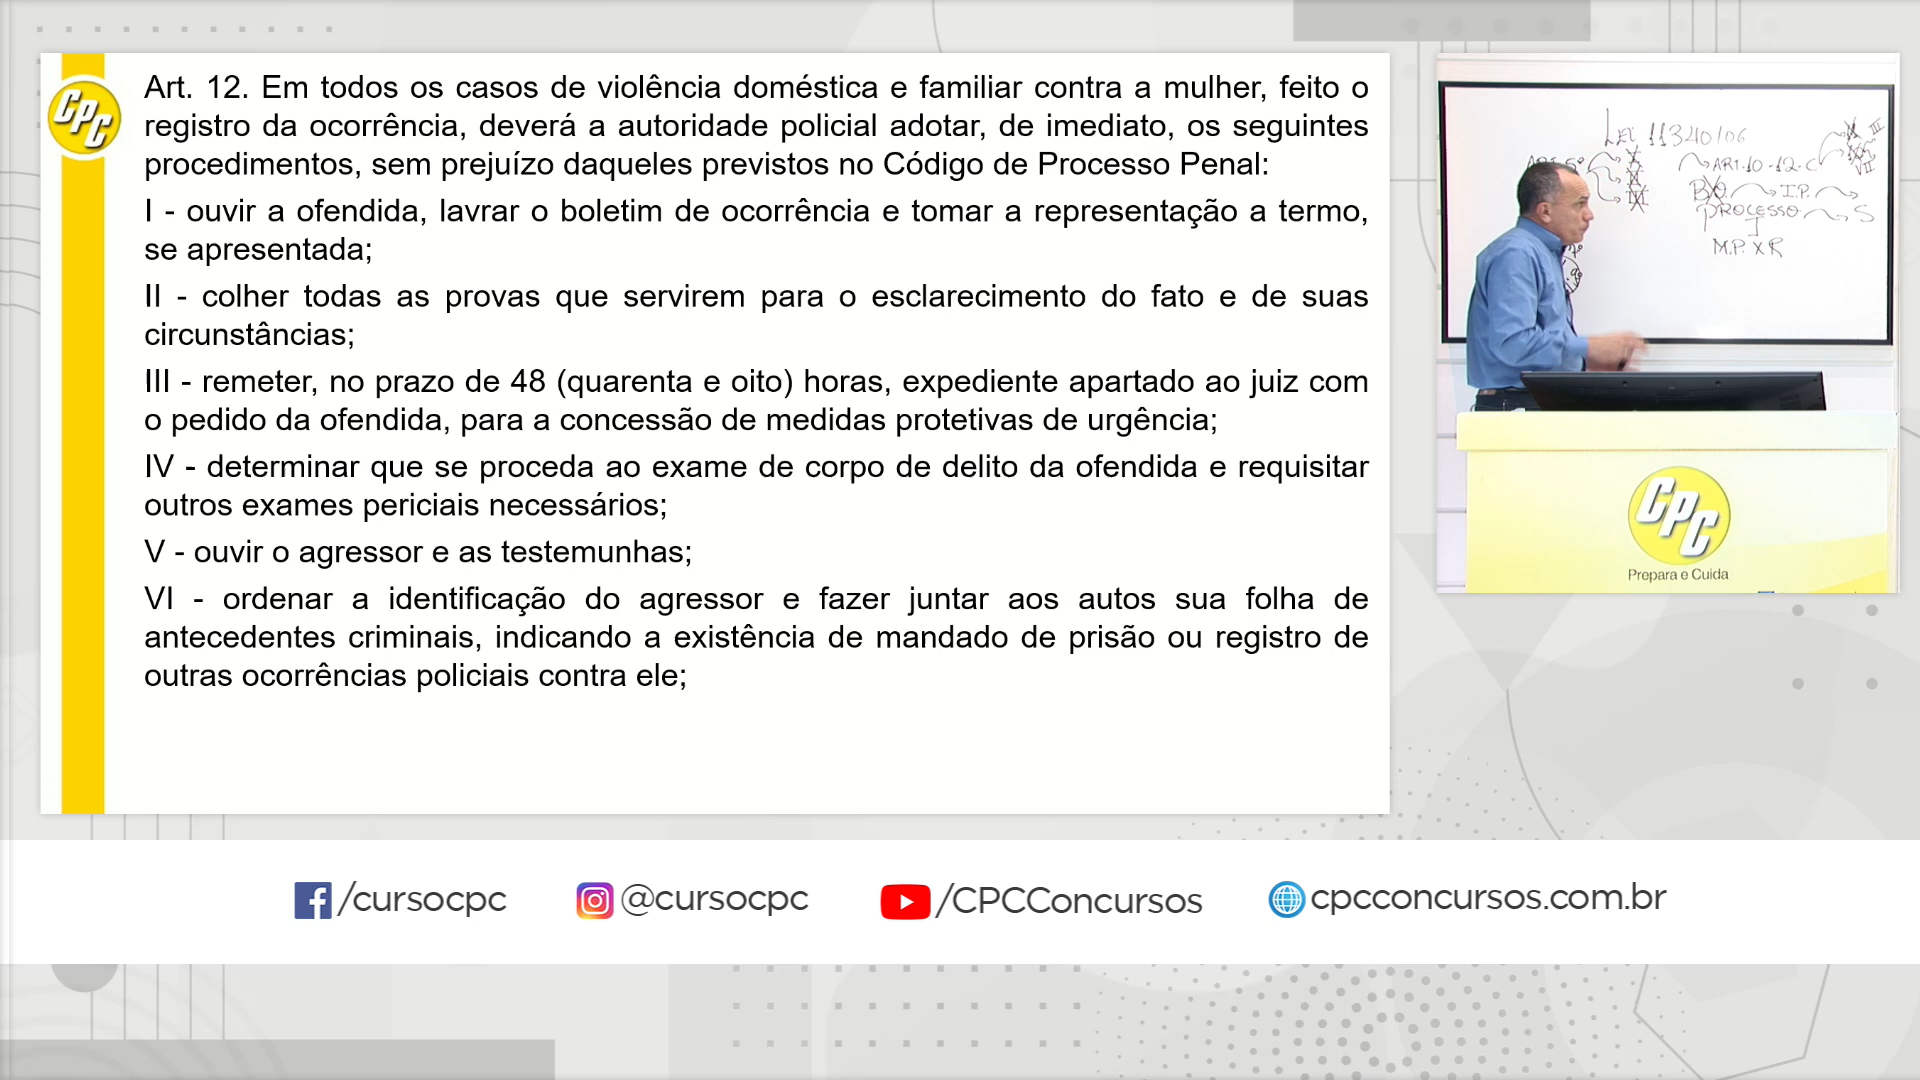 Art. 12. Em todos os casos de violência doméstica e familiar contra a mulher, feito o
registro da ocorrência, deverá a autoridade policial adotar, de imediato, os seguintes
procedimentos, sem prejuízo daqueles previstos no Código de Processo Penal:
I - ouvir a ofendida, lavrar o boletim de ocorrência e tomar a representação a termo,
se apresentada;
II - colher todas as provas que servirem para o esclarecimento do fato e de suas
circunstâncias;
III - remeter, no prazo de 48 (quarenta e oito) horas, expediente apartado ao juiz com
o pedido da ofendida, para a concessão de medidas protetivas de urgência;
IV - determinar que se proceda ao exame de corpo de delito da ofendida e requisitar
outros exames periciais necessários;
V - ouvir o agressor e as testemunhas;
VI - ordenar a identificação do agressor e fazer juntar aos autos sua folha de
antecedentes criminais, indicando a existência de mandado de prisão ou registro de
outras ocorrências policiais contra ele;
CPC
LEI 11340/06
ART. 10 - 12-C
I.P.
PROCESSO S
M.P. X R
CPC
Prepara e Cuida
/cursocpc
@cursocpc
/CPCConcursos
cpcconcursos.com.br